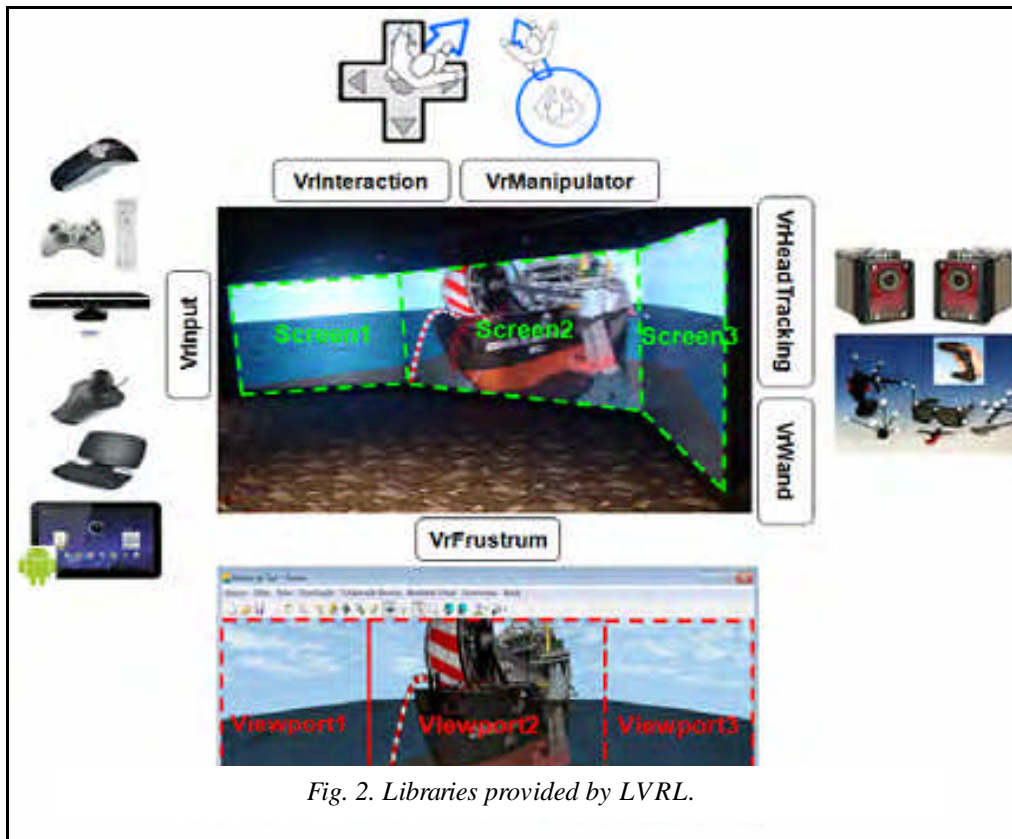 VrInteraction
VrManipulator
VrInput
VrHeadTracking
VrWand
Screen1
Screen2
Screen3
VrFrustrum
Viewport1
Viewport2
Viewport3
Fig. 2. Libraries provided by LVRL.